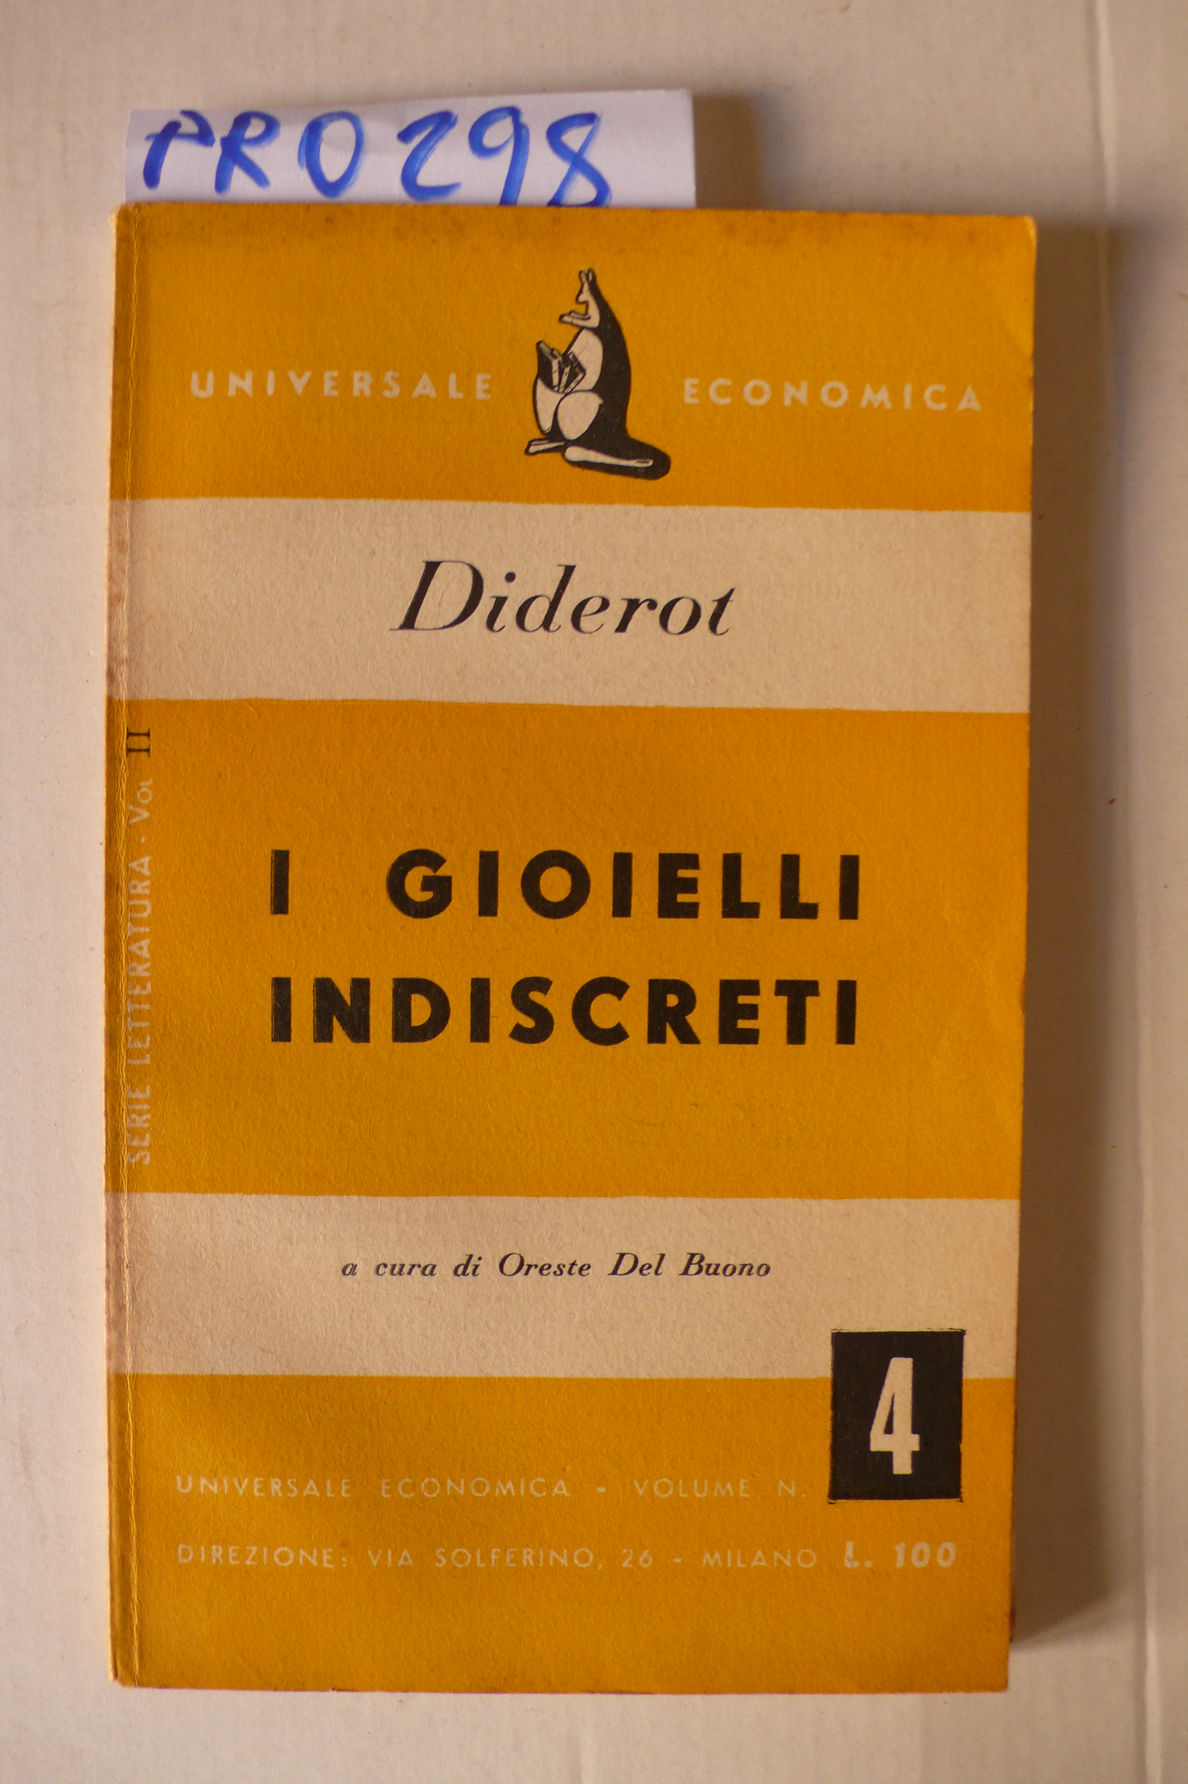 PRO298
UNIVERSALE ECONOMICA
Diderot
SERIE LETTERATURA - VOL II
I GIOIELLI
INDISCRETI
a cura di Oreste Del Buono
4
UNIVERSALE ECONOMICA - VOLUME N.
DIREZIONE: VIA SOLFERINO, 26 - MILANO L. 100